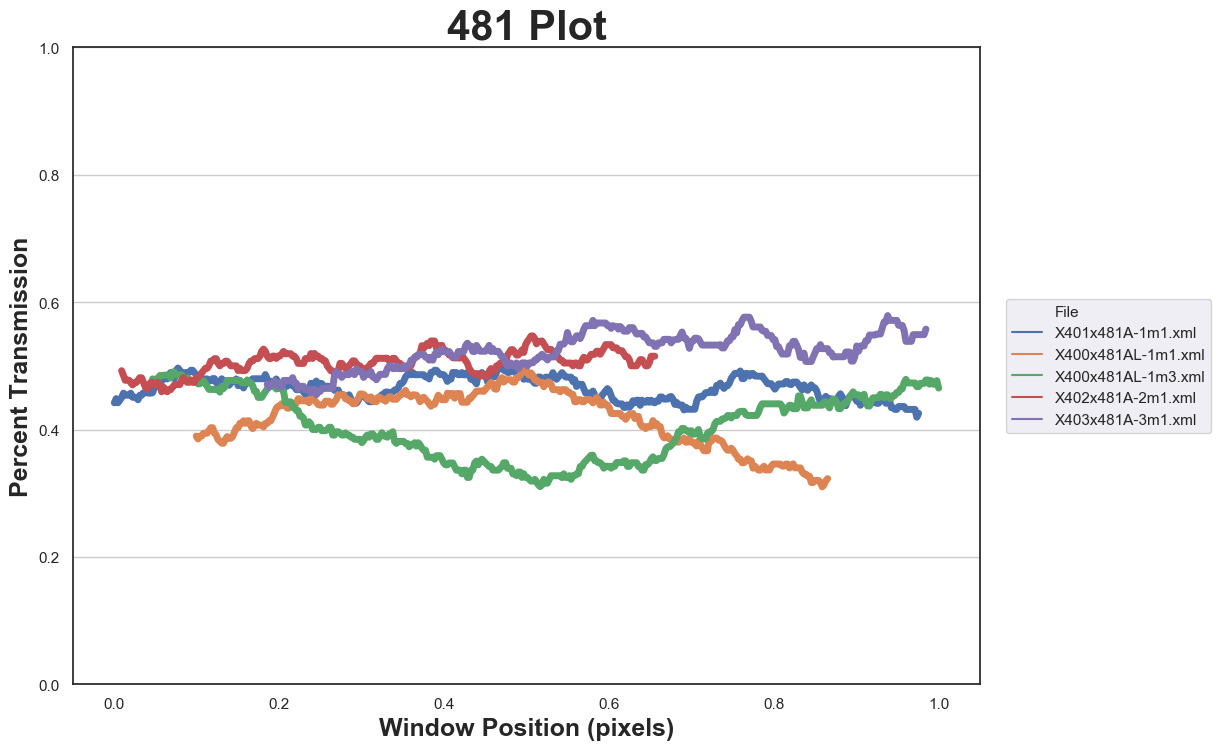 481 Plot
Percent Transmission
1.0
0.8
0.6
0.4
0.2
0.0
0.0 0.2 0.4 0.6 0.8 1.0
Window Position (pixels)
File
X401x481A-1m1.xml
X400x481AL-1m1.xml
X400x481AL-1m3.xml
X402x481A-2m1.xml
X403x481A-3m1.xml